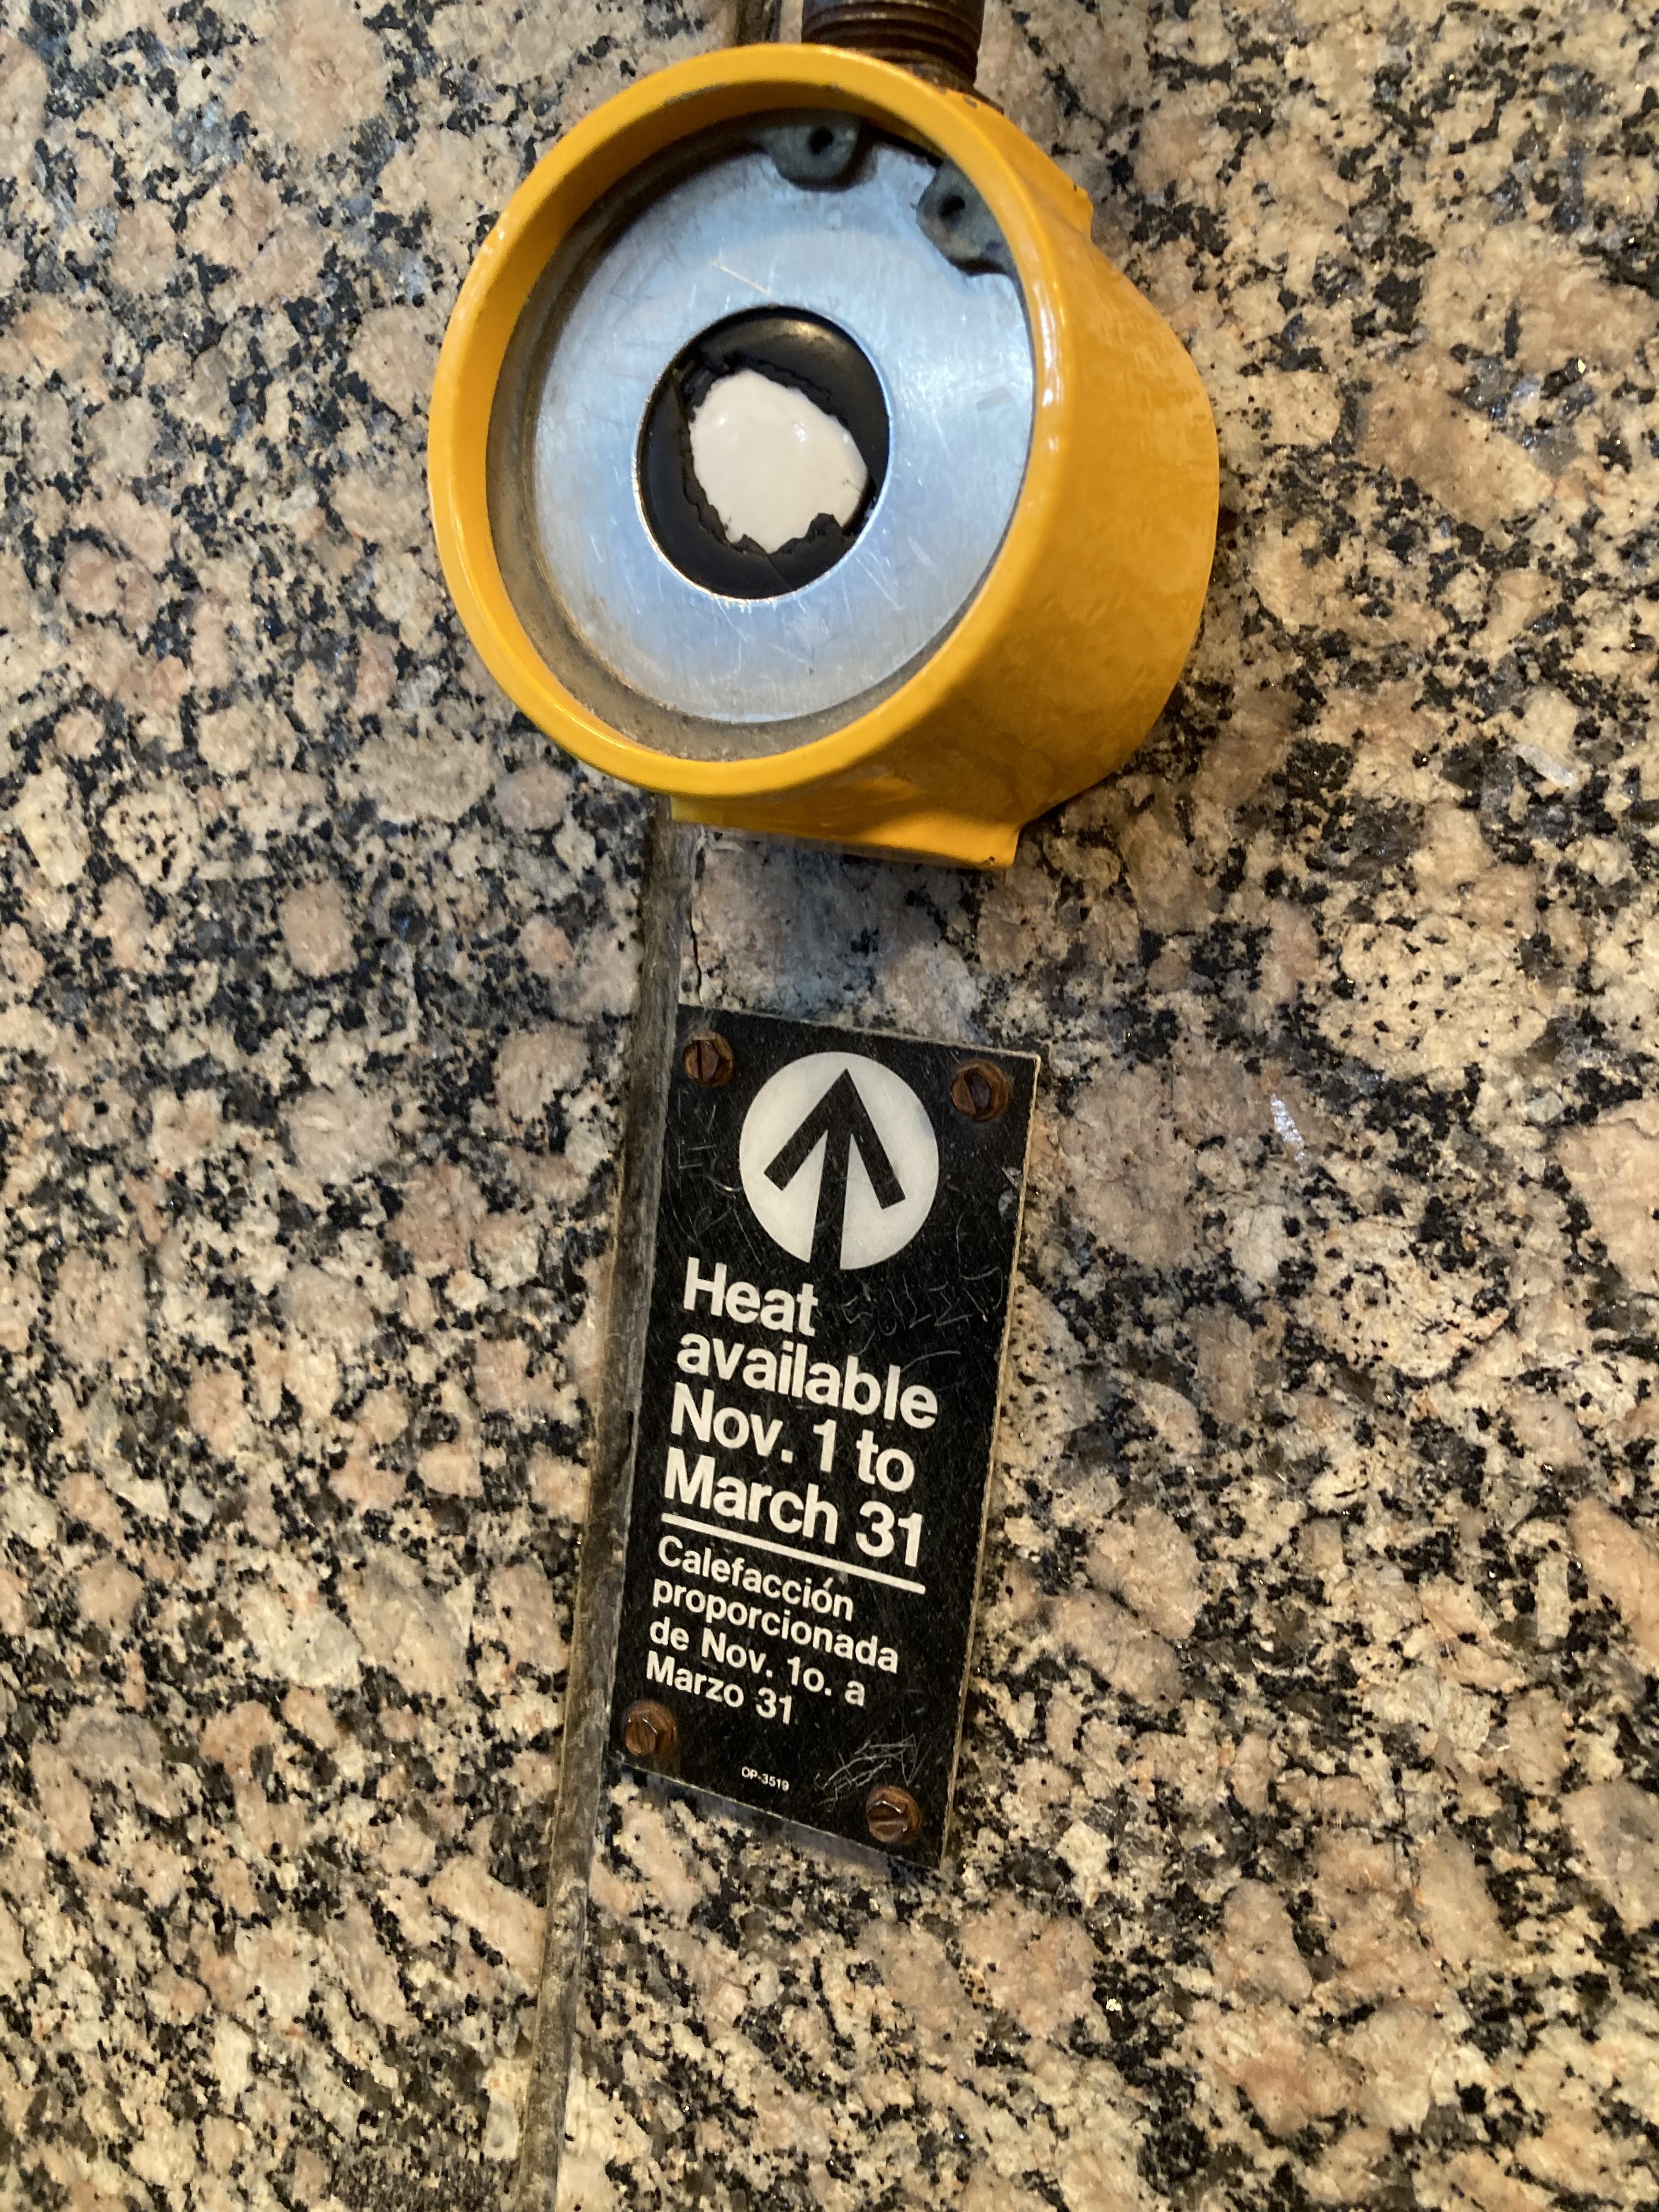 Heat
available
Nov. 1 to
March 31
Calefacción
proporcionada
de Nov. 1o. a
Marzo 31
OP-3519